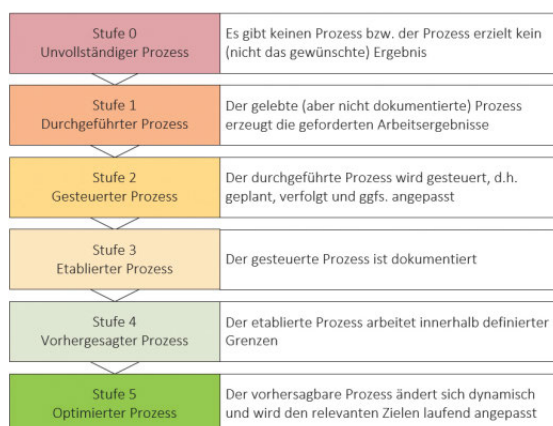 Stufe 0
Unvollständiger Prozess
Es gibt keinen Prozess bzw. der Prozess erzielt kein
(nicht das gewünschte) Ergebnis
Stufe 1
Durchgeführter Prozess
Der gelebte (aber nicht dokumentierte) Prozess
erzeugt die geforderten Arbeitsergebnisse
Stufe 2
Gesteuerter Prozess
Der durchgeführte Prozess wird gesteuert, d.h.
geplant, verfolgt und ggfs. angepasst
Stufe 3
Etablierter Prozess
Der gesteuerte Prozess ist dokumentiert
Stufe 4
Vorhergesagter Prozess
Der etablierte Prozess arbeitet innerhalb definierter
Grenzen
Stufe 5
Optimierter Prozess
Der vorhersagbare Prozess ändert sich dynamisch
und wird den relevanten Zielen laufend angepasst